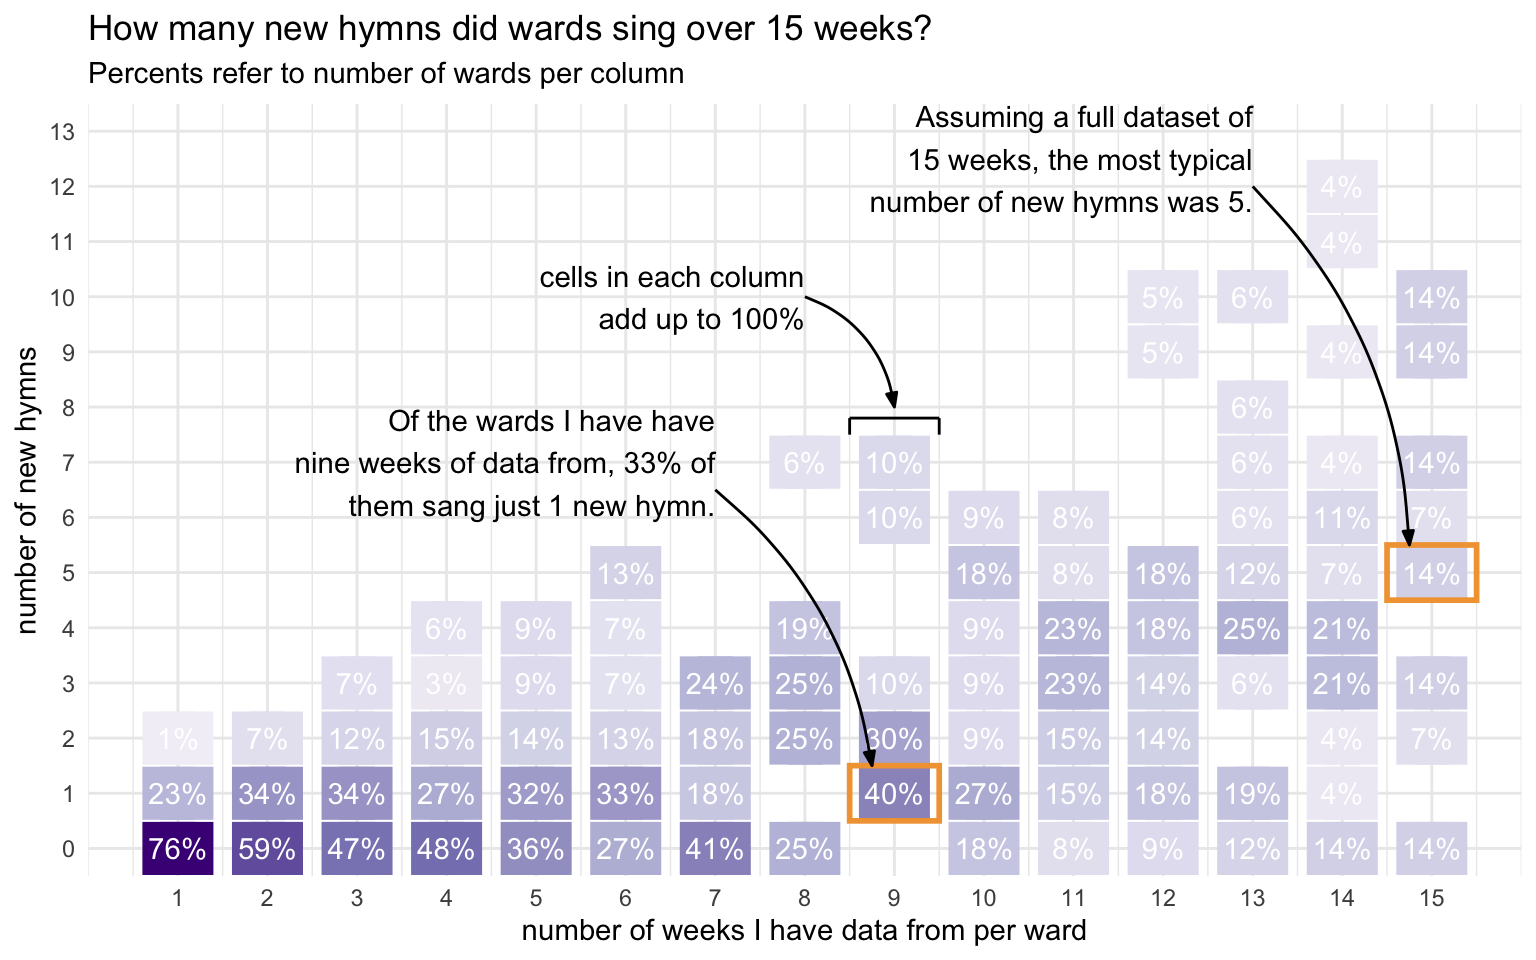 How many new hymns did wards sing over 15 weeks?
Percents refer to number of wards per column
Assuming a full dataset of
15 weeks, the most typical
number of new hymns was 5.
cells in each column
add up to 100%
Of the wards I have have
nine weeks of data from, 33% of
them sang just 1 new hymn.
number of new hymns
13
12 4%
11 4%
10 5% 6% 14%
9 5% 4% 14%
8 6%
7 6% 10% 6% 4% 14%
6 10% 9% 8% 6% 11% 7%
5 13% 18% 8% 18% 12% 7% 14%
4 6% 9% 7% 19% 9% 23% 18% 25% 21%
3 7% 3% 9% 7% 24% 25% 10% 9% 23% 14% 6% 21% 14%
2 1% 7% 12% 15% 14% 13% 18% 25% 30% 9% 15% 14% 4% 7%
1 23% 34% 34% 27% 32% 33% 18% 40% 27% 15% 18% 19% 4%
0 76% 59% 47% 48% 36% 27% 41% 25% 18% 8% 9% 12% 14% 14%
1 2 3 4 5 6 7 8 9 10 11 12 13 14 15
number of weeks I have data from per ward